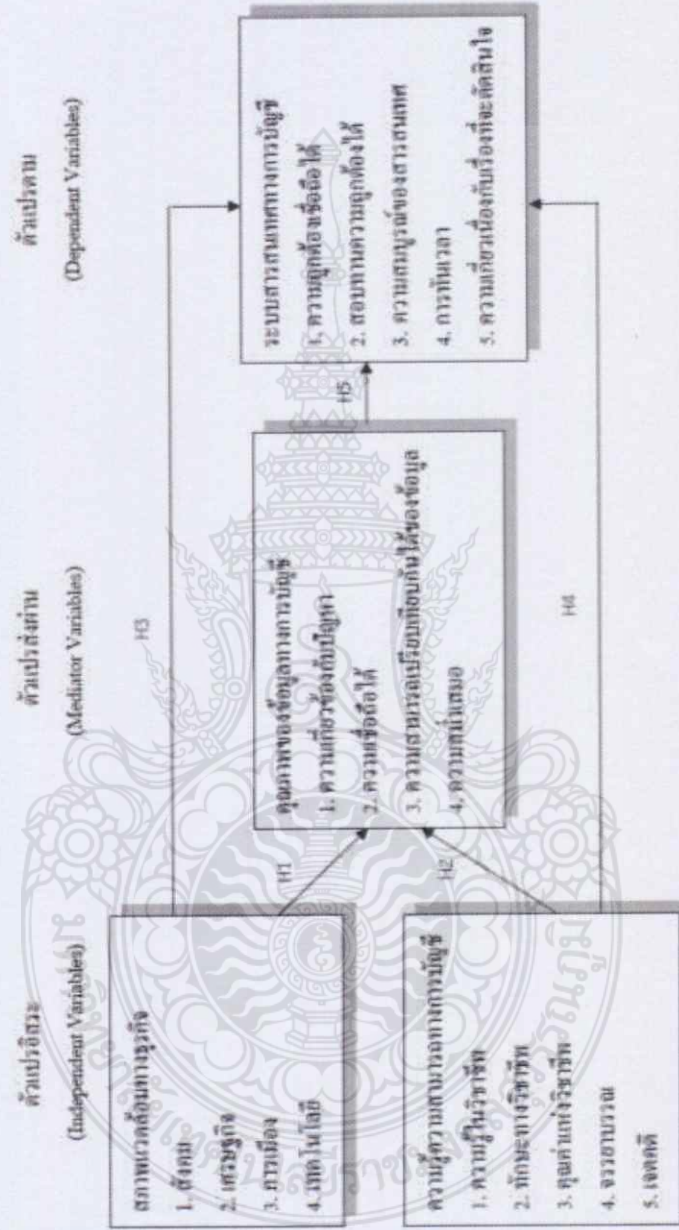 ตัวแปรอิสระ
(Independent Variables)
ตัวแปรส่งผ่าน
(Mediator Variables)
ตัวแปรตาม
(Dependent Variables)
สภาพแวดล้อมทางธุรกิจ
1. สังคม
2. เศรษฐกิจ
3. การเมือง
4. เทคโนโลยี
ความรู้ความสามารถทางการบัญชี
1. ความรู้ในวิชาชีพ
2. ทักษะทางวิชาชีพ
3. คุณค่าแห่งวิชาชีพ
4. จรรยาบรรณ
5. เจตคติ
H1
H2
H3
H4
คุณภาพของข้อมูลทางการบัญชี
1. ความเกี่ยวข้องกับปัญหา
2. ความเชื่อถือได้
3. ความสามารถเปรียบเทียบกันได้ของข้อมูล
4. ความสม่ำเสมอ
H5
ระบบสารสนเทศทางการบัญชี
1. ความถูกต้องเชื่อถือได้
2. สอบทานความถูกต้องได้
3. ความสมบูรณ์ของสารสนเทศ
4. การทันเวลา
5. ความเกี่ยวเนื่องกับเรื่องที่จะตัดสินใจ